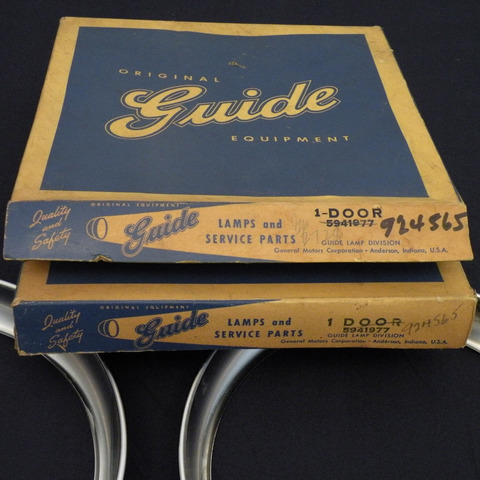 ORIGINAL
Guide
EQUIPMENT
Quality and Safety
ORIGINAL EQUIPMENT
Guide
LAMPS and
SERVICE PARTS
1-DOOR
5941977
924565
GUIDE LAMP DIVISION
General Motors Corporation - Anderson, Indiana, U.S.A.
Quality and Safety
ORIGINAL EQUIPMENT
Guide
LAMPS and
SERVICE PARTS
1 DOOR
5941977
924565
GUIDE LAMP DIVISION
General Motors Corporation - Anderson, Indiana, U.S.A.